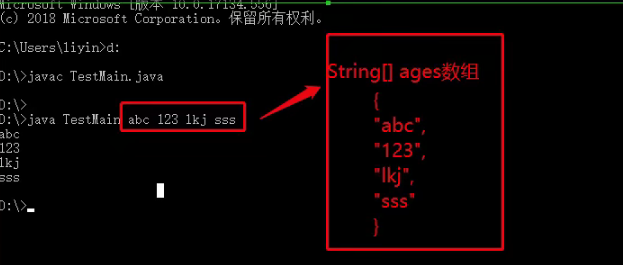 Microsoft Windows [版本 10.0.17134.556]
(c) 2018 Microsoft Corporation。保留所有权利。
C:\Users\liyin>d:
D:\>javac TestMain.java
D:\>
D:\>java TestMain abc 123 lkj sss
abc
123
lkj
sss
D:\>
String[] ages数组
{
"abc",
"123",
"lkj",
"sss"
}